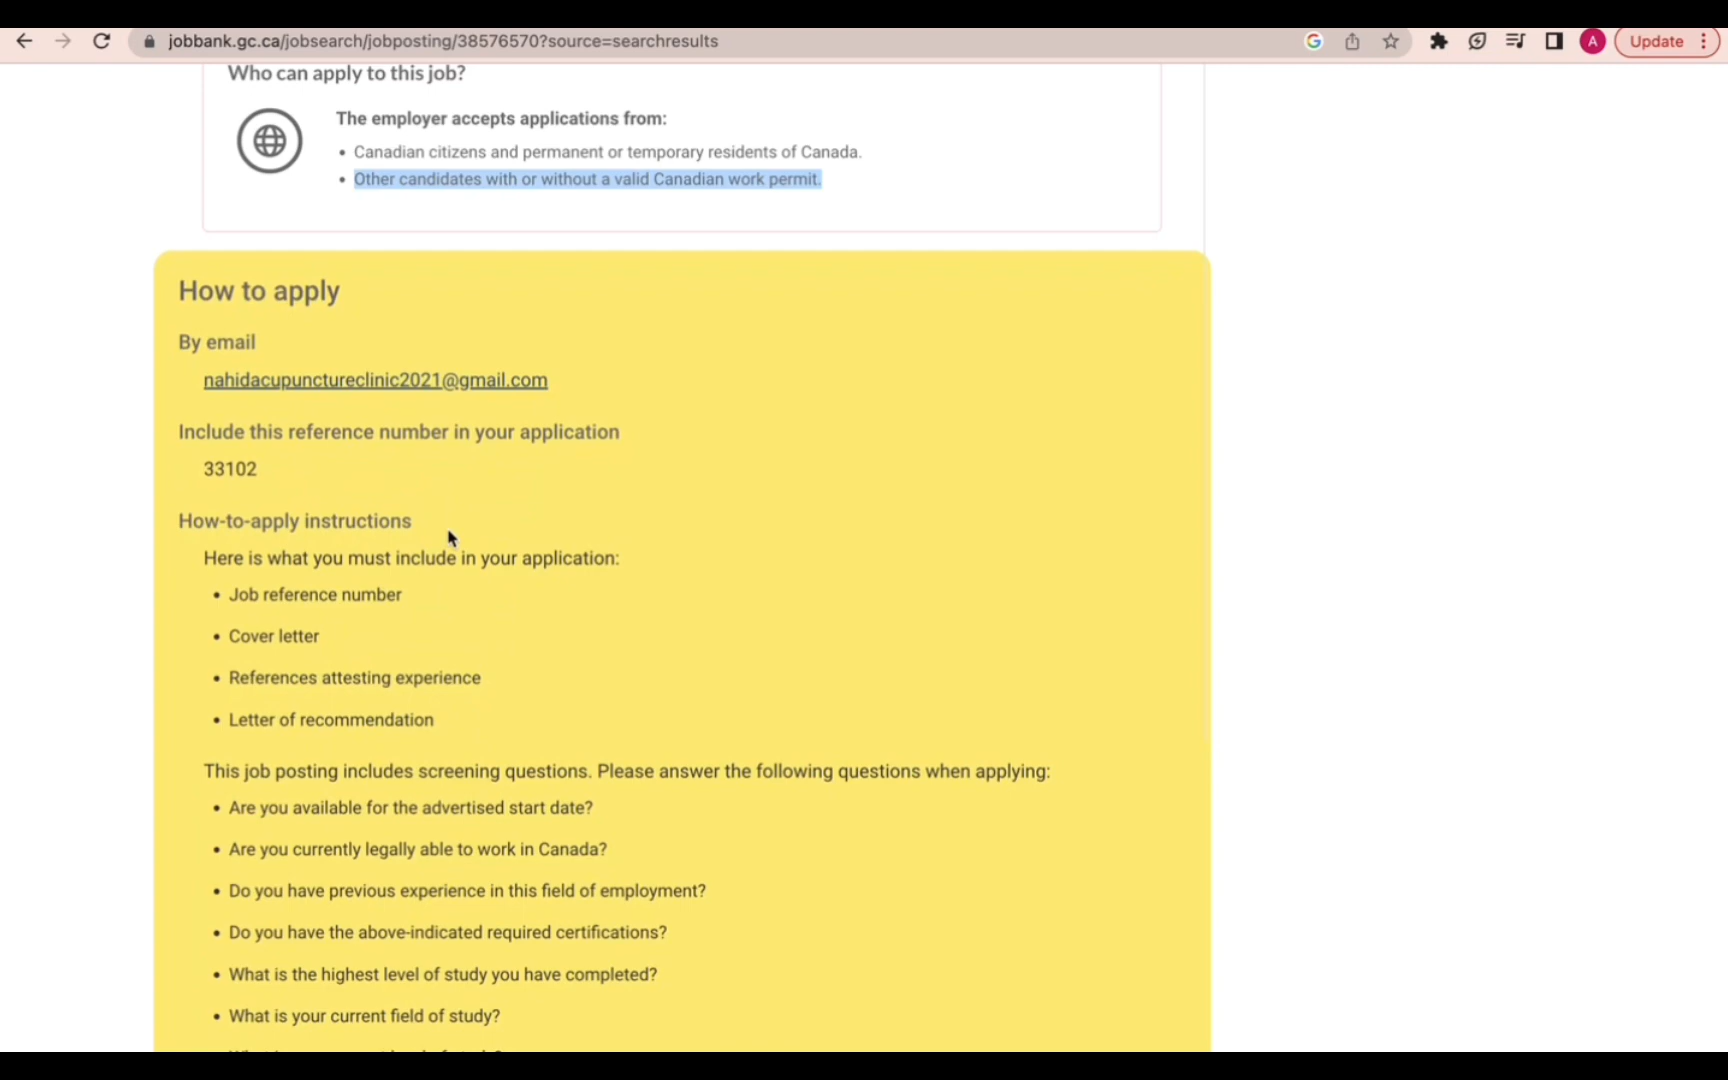 jobbank.gc.ca/jobsearch/jobposting/38576570?source=searchresults
A
Update
Who can apply to this job?
The employer accepts applications from:
• Canadian citizens and permanent or temporary residents of Canada.
• Other candidates with or without a valid Canadian work permit.
How to apply
By email
nahidacupunctureclinic2021@gmail.com
Include this reference number in your application
33102
How-to-apply instructions
Here is what you must include in your application:
• Job reference number
• Cover letter
• References attesting experience
• Letter of recommendation
This job posting includes screening questions. Please answer the following questions when applying:
• Are you available for the advertised start date?
• Are you currently legally able to work in Canada?
• Do you have previous experience in this field of employment?
• Do you have the above-indicated required certifications?
• What is the highest level of study you have completed?
• What is your current field of study?